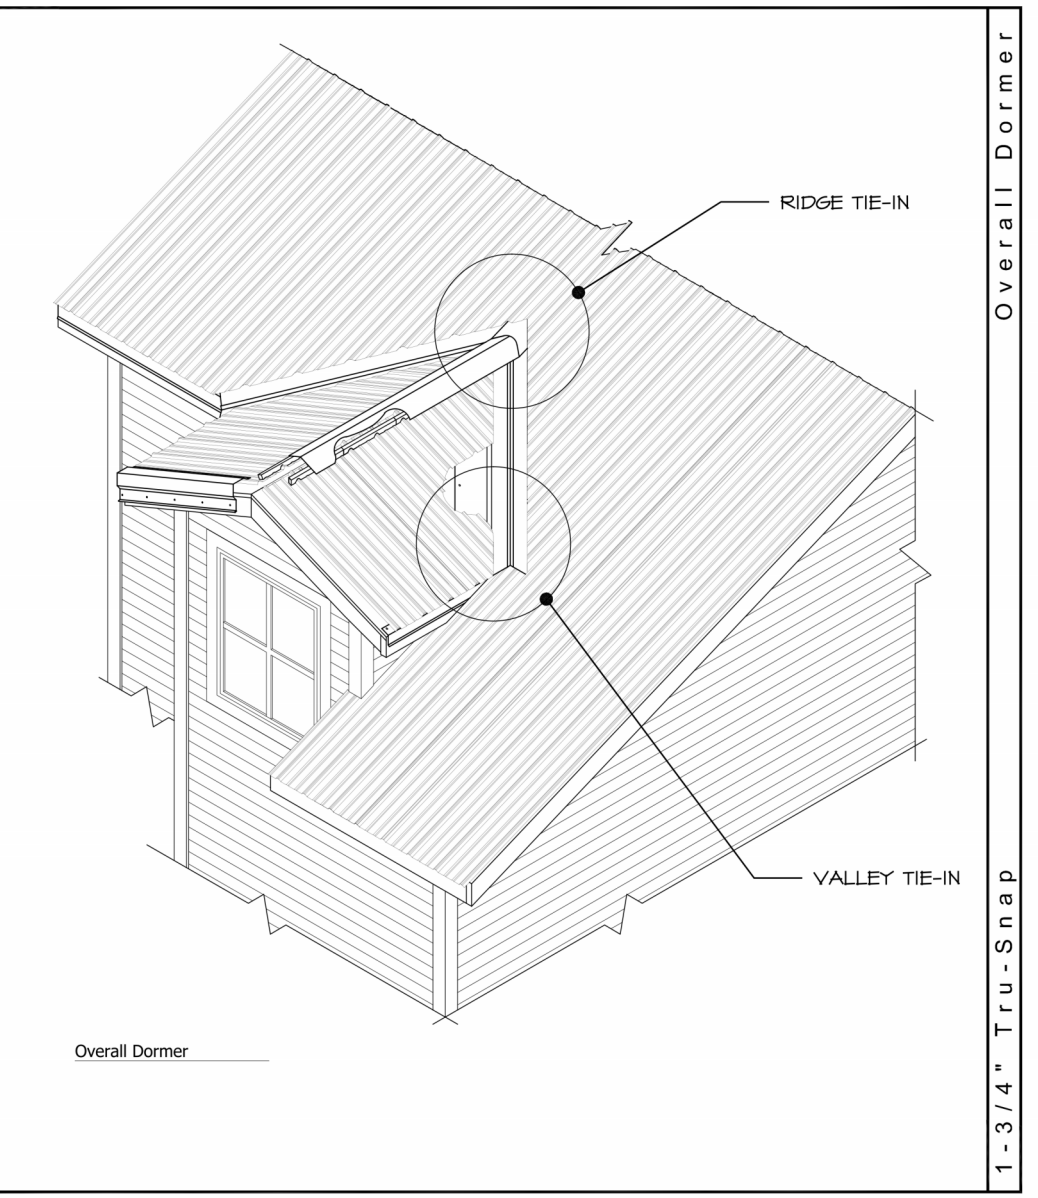 RIDGE TIE-IN
VALLEY TIE-IN
Overall Dormer
Overall Dormer
1-3/4" Tru-Snap